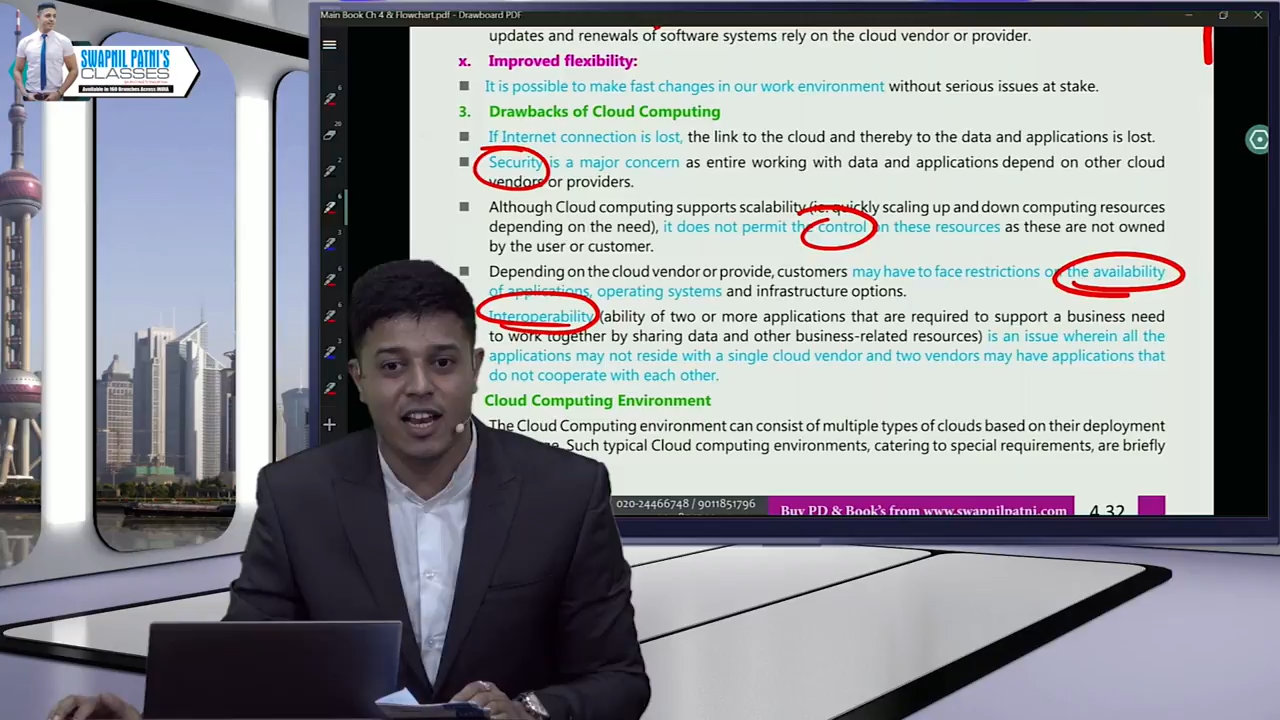 Main Book Ch 4 & Flowchart.pdf - Drawboard PDF
SWAPNIL PATNI'S
CLASSES
Available in 160 Branches Across INDIA
updates and renewals of software systems rely on the cloud vendor or provider.
x. Improved flexibility:
It is possible to make fast changes in our work environment without serious issues at stake.
3. Drawbacks of Cloud Computing
If Internet connection is lost, the link to the cloud and thereby to the data and applications is lost.
Security is a major concern as entire working with data and applications depend on other cloud
vendors or providers.
Although Cloud computing supports scalability (ie. quickly scaling up and down computing resources
depending on the need), it does not permit the control on these resources as these are not owned
by the user or customer.
Depending on the cloud vendor or provide, customers may have to face restrictions on the availability
of applications, operating systems and infrastructure options.
Interoperability (ability of two or more applications that are required to support a business need
to work together by sharing data and other business-related resources) is an issue wherein all the
applications may not reside with a single cloud vendor and two vendors may have applications that
do not cooperate with each other.
Cloud Computing Environment
The Cloud Computing environment can consist of multiple types of clouds based on their deployment
Such typical Cloud computing environments, catering to special requirements, are briefly
020-24466748 / 9011851796
Buy PD & Book's from www.swapnilpatni.com
4.32